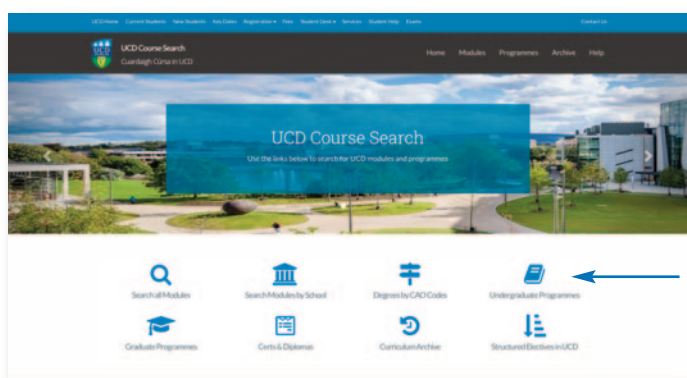 UCD Home Current Students New Students Key Dates Registration Fees Student Desk Services Student Help Exams Contact Us
UCD
UCD Course Search
Cuardaigh Cúrsa in UCD
Home Modules Programmes Archive Help
UCD Course Search
Use the links below to search for UCD modules and programmes
Search all Modules Search Modules by School Degrees by CAO Codes Undergraduate Programmes
Graduate Programmes Certs & Diplomas Curriculum Archive Structured Electives in UCD